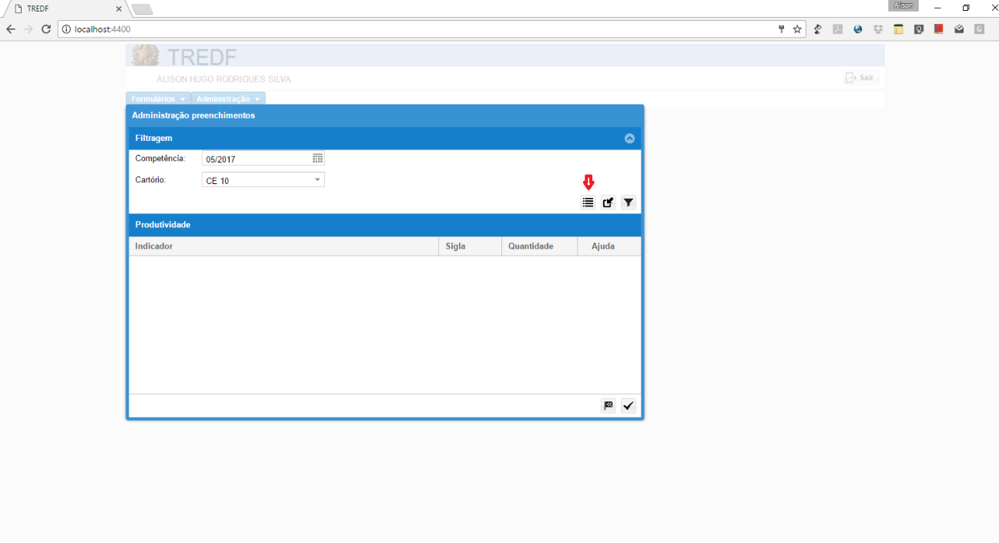 TREDF
Alison
localhost:4400
TREDF
ALISON HUGO RODRIGUES SILVA
Sair
Formulários
Administração
Administração preenchimentos
Filtragem
Competência:
05/2017
Cartório:
CE 10
Produtividade
Indicador
Sigla
Quantidade
Ajuda